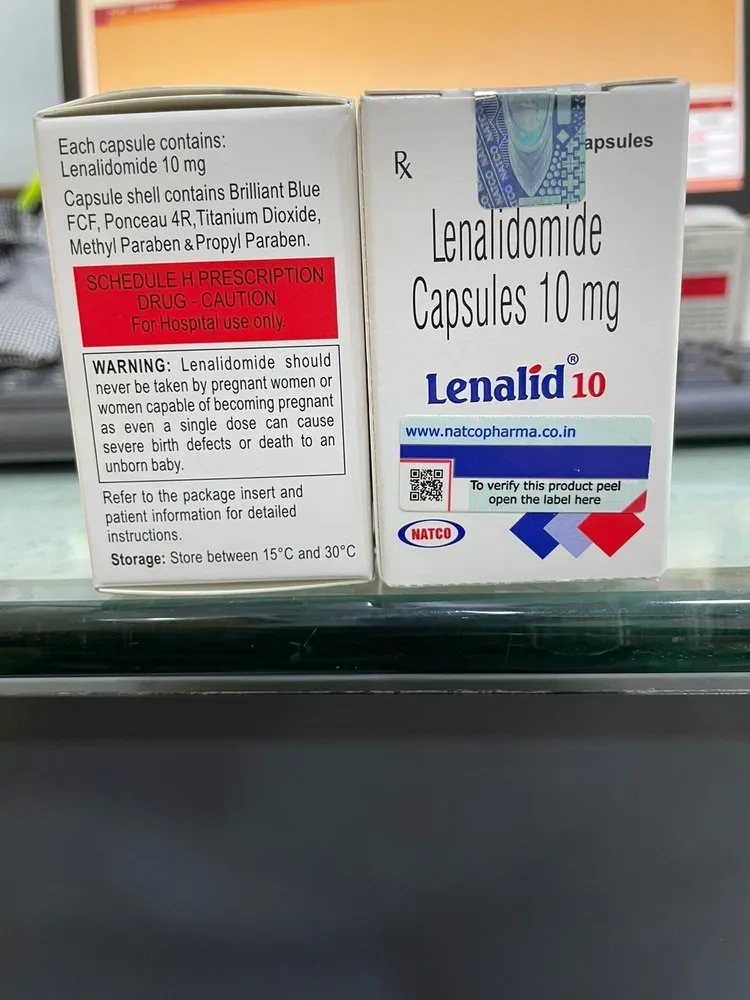 Each capsule contains:
Lenalidomide 10 mg
Capsule shell contains Brilliant Blue
FCF, Ponceau 4R,Titanium Dioxide,
Methyl Paraben & Propyl Paraben.
SCHEDULE H PRESCRIPTION
DRUG - CAUTION
For Hospital use only.
WARNING: Lenalidomide should
never be taken by pregnant women or
women capable of becoming pregnant
as even a single dose can cause
severe birth defects or death to an
unborn baby.
Refer to the package insert and
patient information for detailed
instructions.
Storage: Store between 15°C and 30°C
Rx
apsules
NATCO
Lenalidomide
Capsules 10 mg
Lenalid® 10
www.natcopharma.co.in
To verify this product peel
open the label here
NATCO